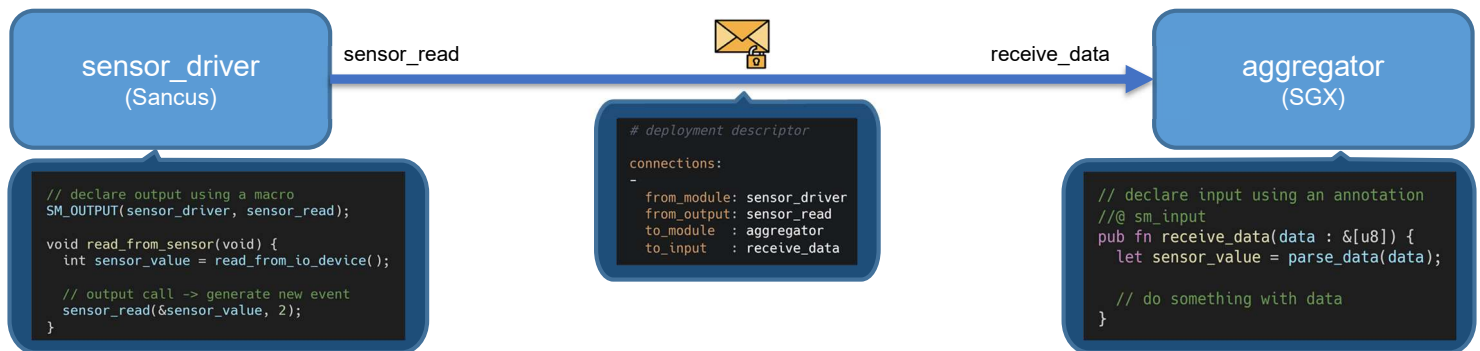 sensor_driver
(Sancus)
sensor_read
receive_data
aggregator
(SGX)
// declare output using a macro
SM_OUTPUT(sensor_driver, sensor_read);
void read_from_sensor(void) {
int sensor_value = read_from_io_device();
// output call -> generate new event
sensor_read(&sensor_value, 2);
}
# deployment descriptor
connections:
-
from_module: sensor_driver
from_output: sensor_read
to_module : aggregator
to_input : receive_data
// declare input using an annotation
//@ sm_input
pub fn receive_data(data : &[u8]) {
let sensor_value = parse_data(data);
// do something with data
}